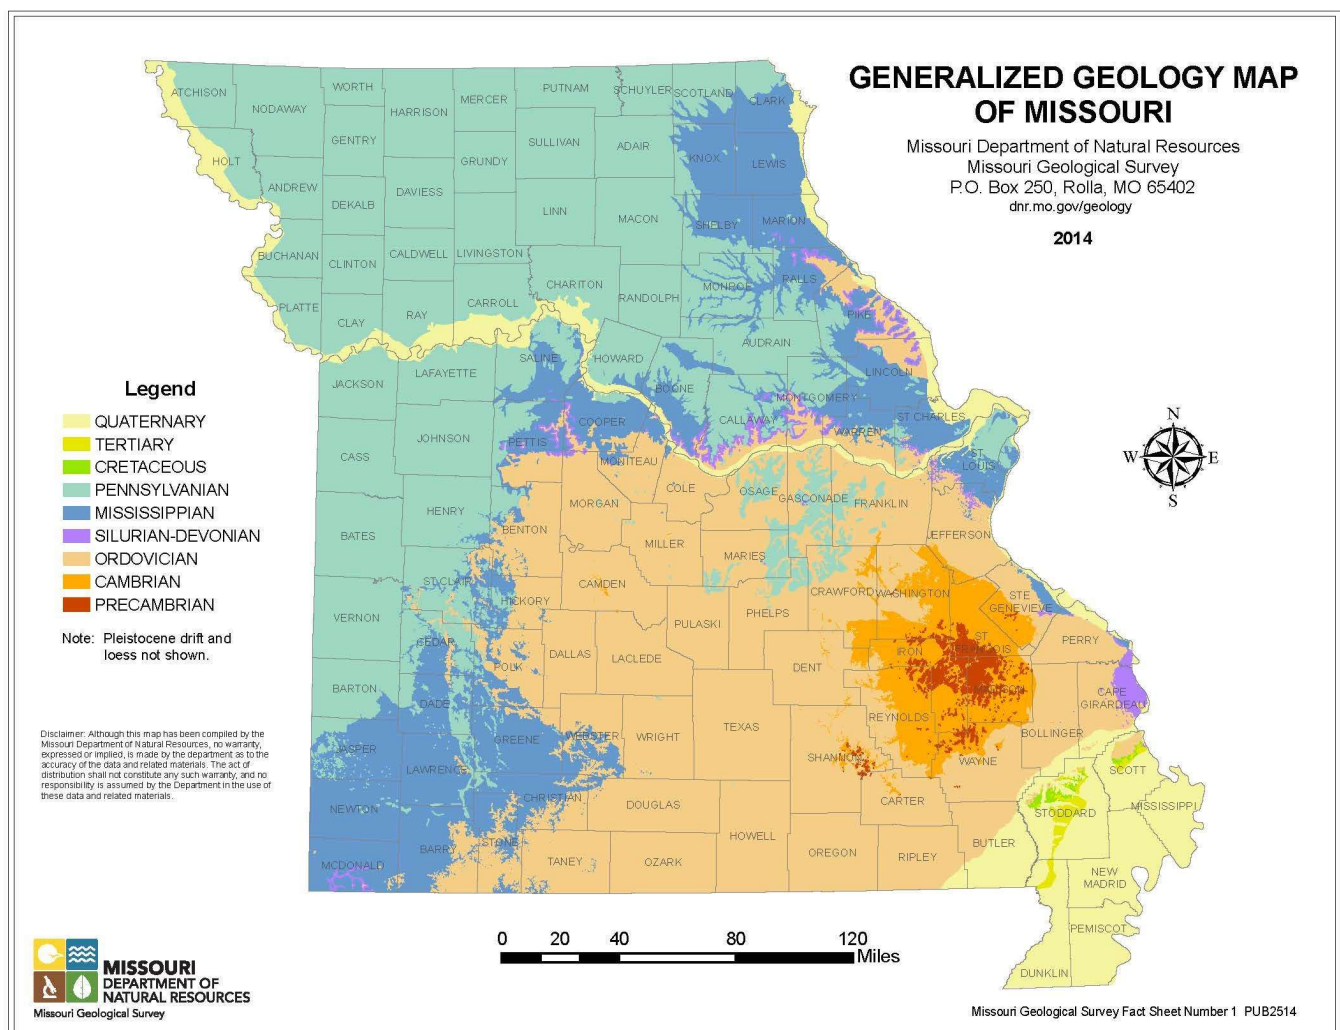 GENERALIZED GEOLOGY MAP
OF MISSOURI
Missouri Department of Natural Resources
Missouri Geological Survey
P.O. Box 250, Rolla, MO 65402
dnr.mo.gov/geology
2014
ATCHISON
NODAWAY
WORTH
HARRISON
MERCER
PUTNAM
SCHUYLER
SCOTLAND
CLARK
HOLT
GENTRY
GRUNDY
SULLIVAN
ADAIR
KNOX
LEWIS
ANDREW
DEKALB
DAVIESS
LINN
MACON
SHELBY
MARION
BUCHANAN
CLINTON
CALDWELL
LIVINGSTON
CHARITON
RANDOLPH
MONROE
RALLS
PLATTE
CLAY
RAY
CARROLL
PIKE
AUDRAIN
JACKSON
LAFAYETTE
SALINE
HOWARD
BOONE
LINCOLN
CALLAWAY
MONTGOMERY
ST CHARLES
WARREN
CASS
JOHNSON
PETTIS
COOPER
MONITEAU
ST
LOUIS
COLE
OSAGE
GASCONADE
FRANKLIN
BATES
HENRY
BENTON
MORGAN
MILLER
MARIES
JEFFERSON
ST CLAIR
HICKORY
CAMDEN
PHELPS
CRAWFORD
WASHINGTON
STE
GENEVIEVE
VERNON
CEDAR
POLK
DALLAS
LACLEDE
PULASKI
DENT
IRON
ST
FRANCOIS
PERRY
BARTON
DADE
MADISON
CAPE
GIRARDEAU
JASPER
GREENE
WEBSTER
WRIGHT
TEXAS
SHANNON
REYNOLDS
WAYNE
BOLLINGER
LAWRENCE
NEWTON
CHRISTIAN
DOUGLAS
CARTER
SCOTT
STODDARD
MISSISSIPPI
MCDONALD
BARRY
STONE
TANEY
OZARK
HOWELL
OREGON
RIPLEY
BUTLER
NEW
MADRID
PEMISCOT
DUNKLIN
N
W E
S
Legend
QUATERNARY
TERTIARY
CRETACEOUS
PENNSYLVANIAN
MISSISSIPPIAN
SILURIAN-DEVONIAN
ORDOVICIAN
CAMBRIAN
PRECAMBRIAN
Note: Pleistocene drift and
loess not shown.
Disclaimer: Although this map has been compiled by the
Missouri Department of Natural Resources, no warranty,
expressed or implied, is made by the department as to the
accuracy of the data and related materials. The act of
distribution shall not constitute any such warranty, and no
responsibility is assumed by the Department in the use of
these data and related materials.
0 20 40 80 120
Miles
MISSOURI
DEPARTMENT OF
NATURAL RESOURCES
Missouri Geological Survey
Missouri Geological Survey Fact Sheet Number 1 PUB2514